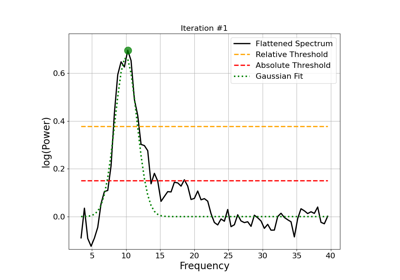 Iteration #1
Flattened Spectrum
Relative Threshold
Absolute Threshold
Gaussian Fit
log(Power)
0.6
0.4
0.2
0.0
5 10 15 20 25 30 35 40
Frequency